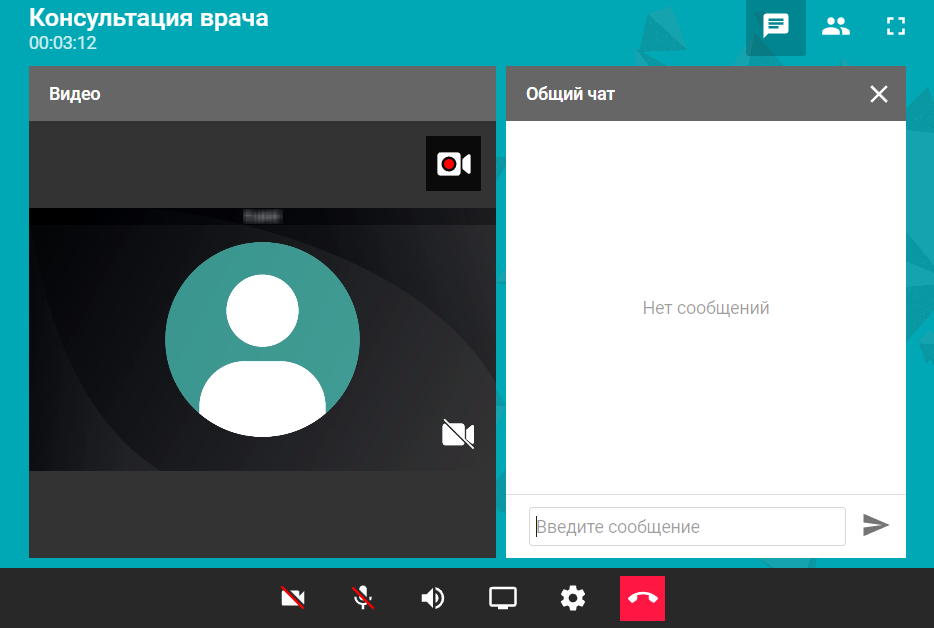 Консультация врача
00:03:12
Видео
Общий чат
Нет сообщений
Введите сообщение